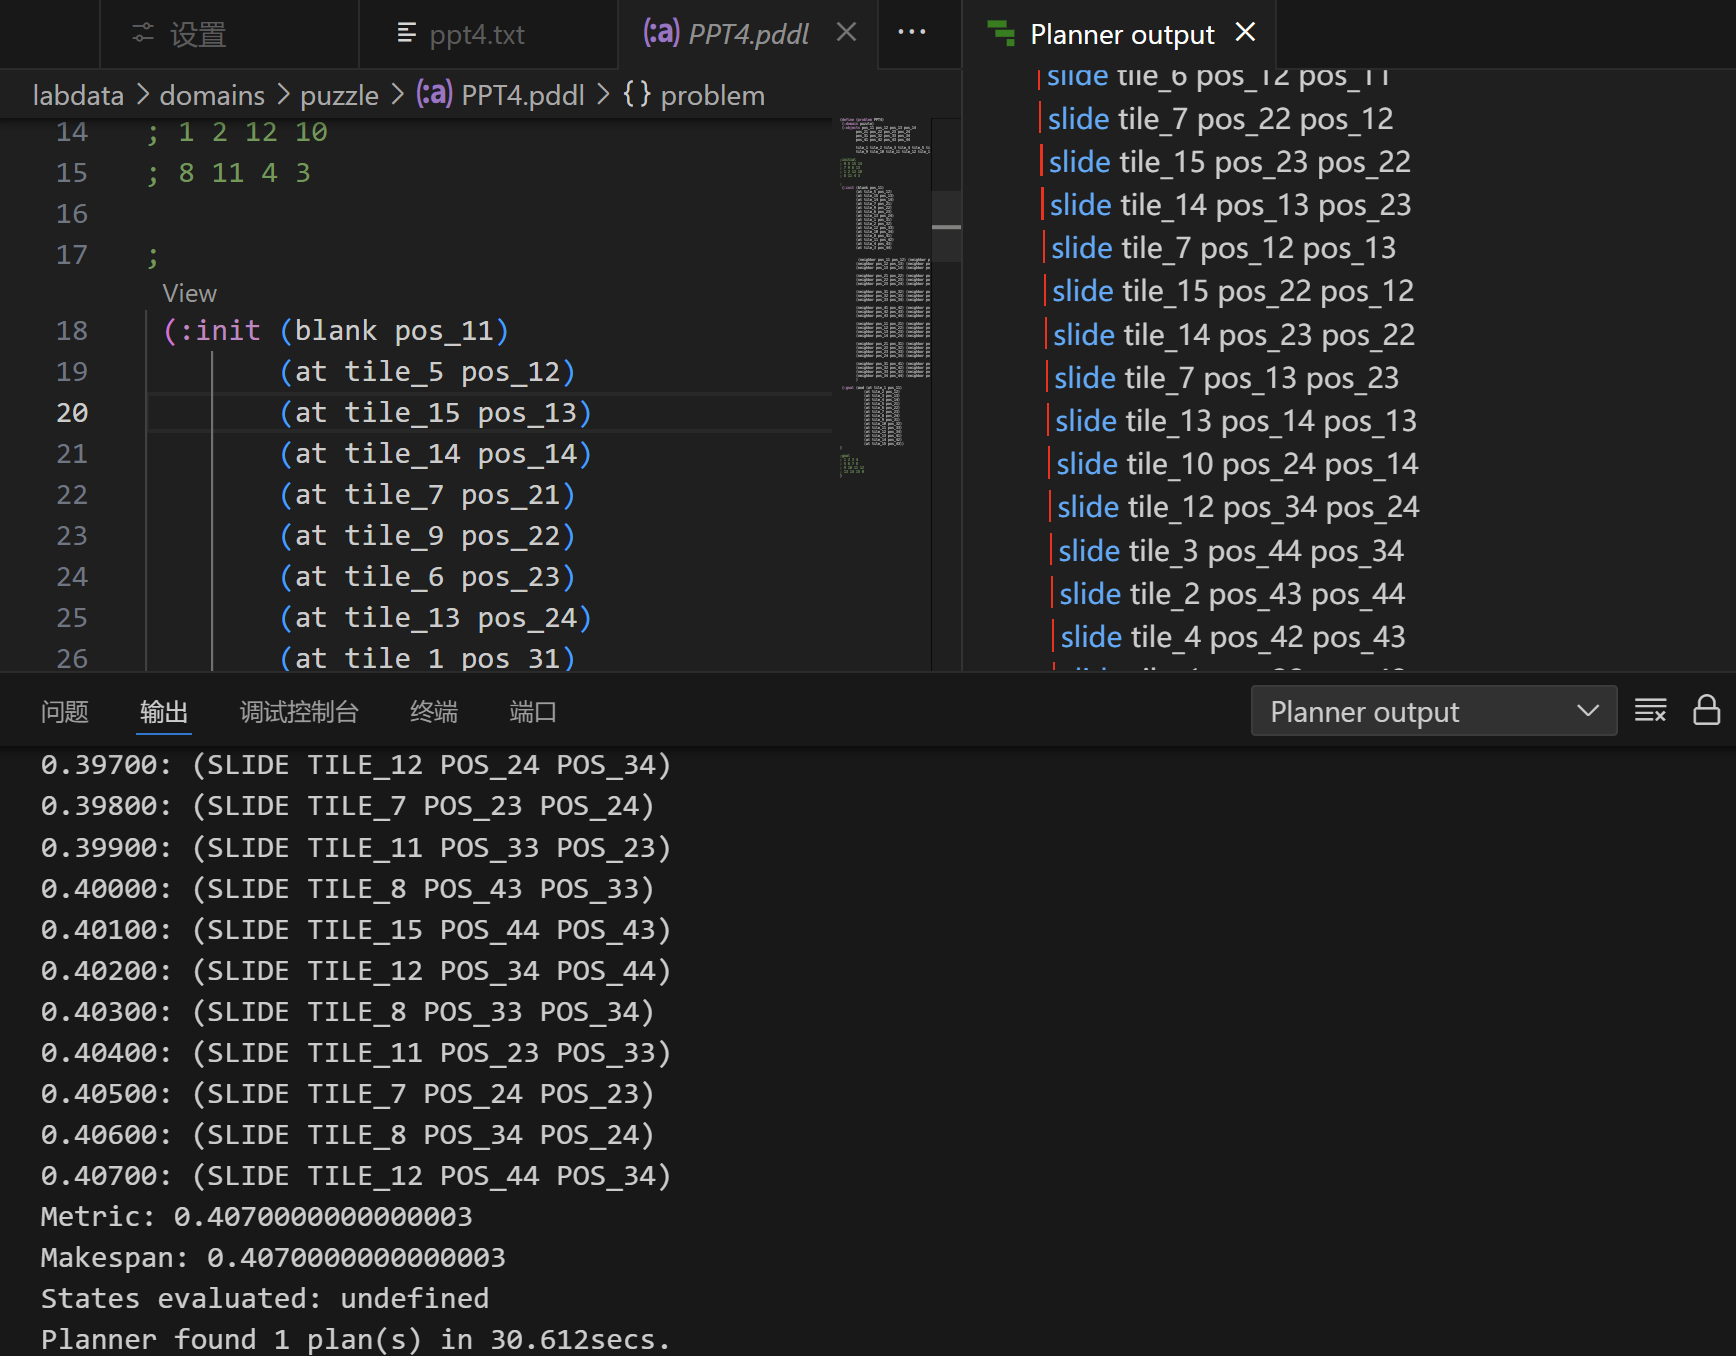 设置
ppt4.txt
(:a) PPT4.pddl
Planner output
labdata > domains > puzzle > (:a) PPT4.pddl > {} problem
14 ; 1 2 12 10
15 ; 8 11 4 3
16
17 ;
View
18 (:init (blank pos_11)
19 (at tile_5 pos_12)
20 (at tile_15 pos_13)
21 (at tile_14 pos_14)
22 (at tile_7 pos_21)
23 (at tile_9 pos_22)
24 (at tile_6 pos_23)
25 (at tile_13 pos_24)
26 (at tile_1 pos_31)
slide tile_6 pos_12 pos_11
slide tile_7 pos_22 pos_12
slide tile_15 pos_23 pos_22
slide tile_14 pos_13 pos_23
slide tile_7 pos_12 pos_13
slide tile_15 pos_22 pos_12
slide tile_14 pos_23 pos_22
slide tile_7 pos_13 pos_23
slide tile_13 pos_14 pos_13
slide tile_10 pos_24 pos_14
slide tile_12 pos_34 pos_24
slide tile_3 pos_44 pos_34
slide tile_2 pos_43 pos_44
slide tile_4 pos_42 pos_43
问题 输出 调试控制台 终端 端口
Planner output
0.39700: (SLIDE TILE_12 POS_24 POS_34)
0.39800: (SLIDE TILE_7 POS_23 POS_24)
0.39900: (SLIDE TILE_11 POS_33 POS_23)
0.40000: (SLIDE TILE_8 POS_43 POS_33)
0.40100: (SLIDE TILE_15 POS_44 POS_43)
0.40200: (SLIDE TILE_12 POS_34 POS_44)
0.40300: (SLIDE TILE_8 POS_33 POS_34)
0.40400: (SLIDE TILE_11 POS_23 POS_33)
0.40500: (SLIDE TILE_7 POS_24 POS_23)
0.40600: (SLIDE TILE_8 POS_34 POS_24)
0.40700: (SLIDE TILE_12 POS_44 POS_34)
Metric: 0.4070000000000003
Makespan: 0.4070000000000003
States evaluated: undefined
Planner found 1 plan(s) in 30.612secs.